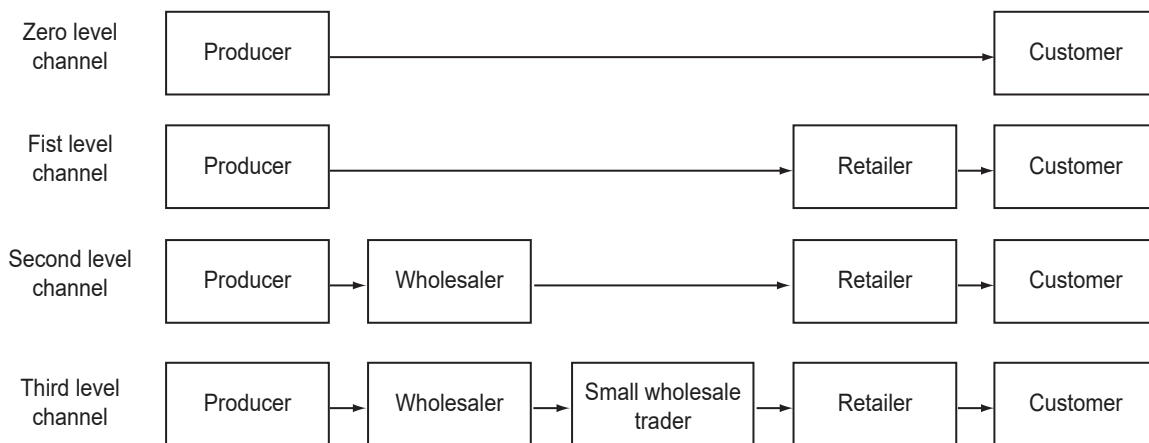 Zero level
channel
Producer
Customer
Fist level
channel
Producer
Retailer
Customer
Second level
channel
Producer
Wholesaler
Retailer
Customer
Third level
channel
Producer
Wholesaler
Small wholesale
trader
Retailer
Customer